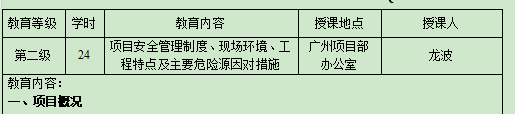 教育等级 学时 教育内容 授课地点 授课人
第二级 24 项目安全管理制度、现场环境、工程特点及主要危险源因对措施 广州项目部办公室 龙波
教育内容：
一、项目概况